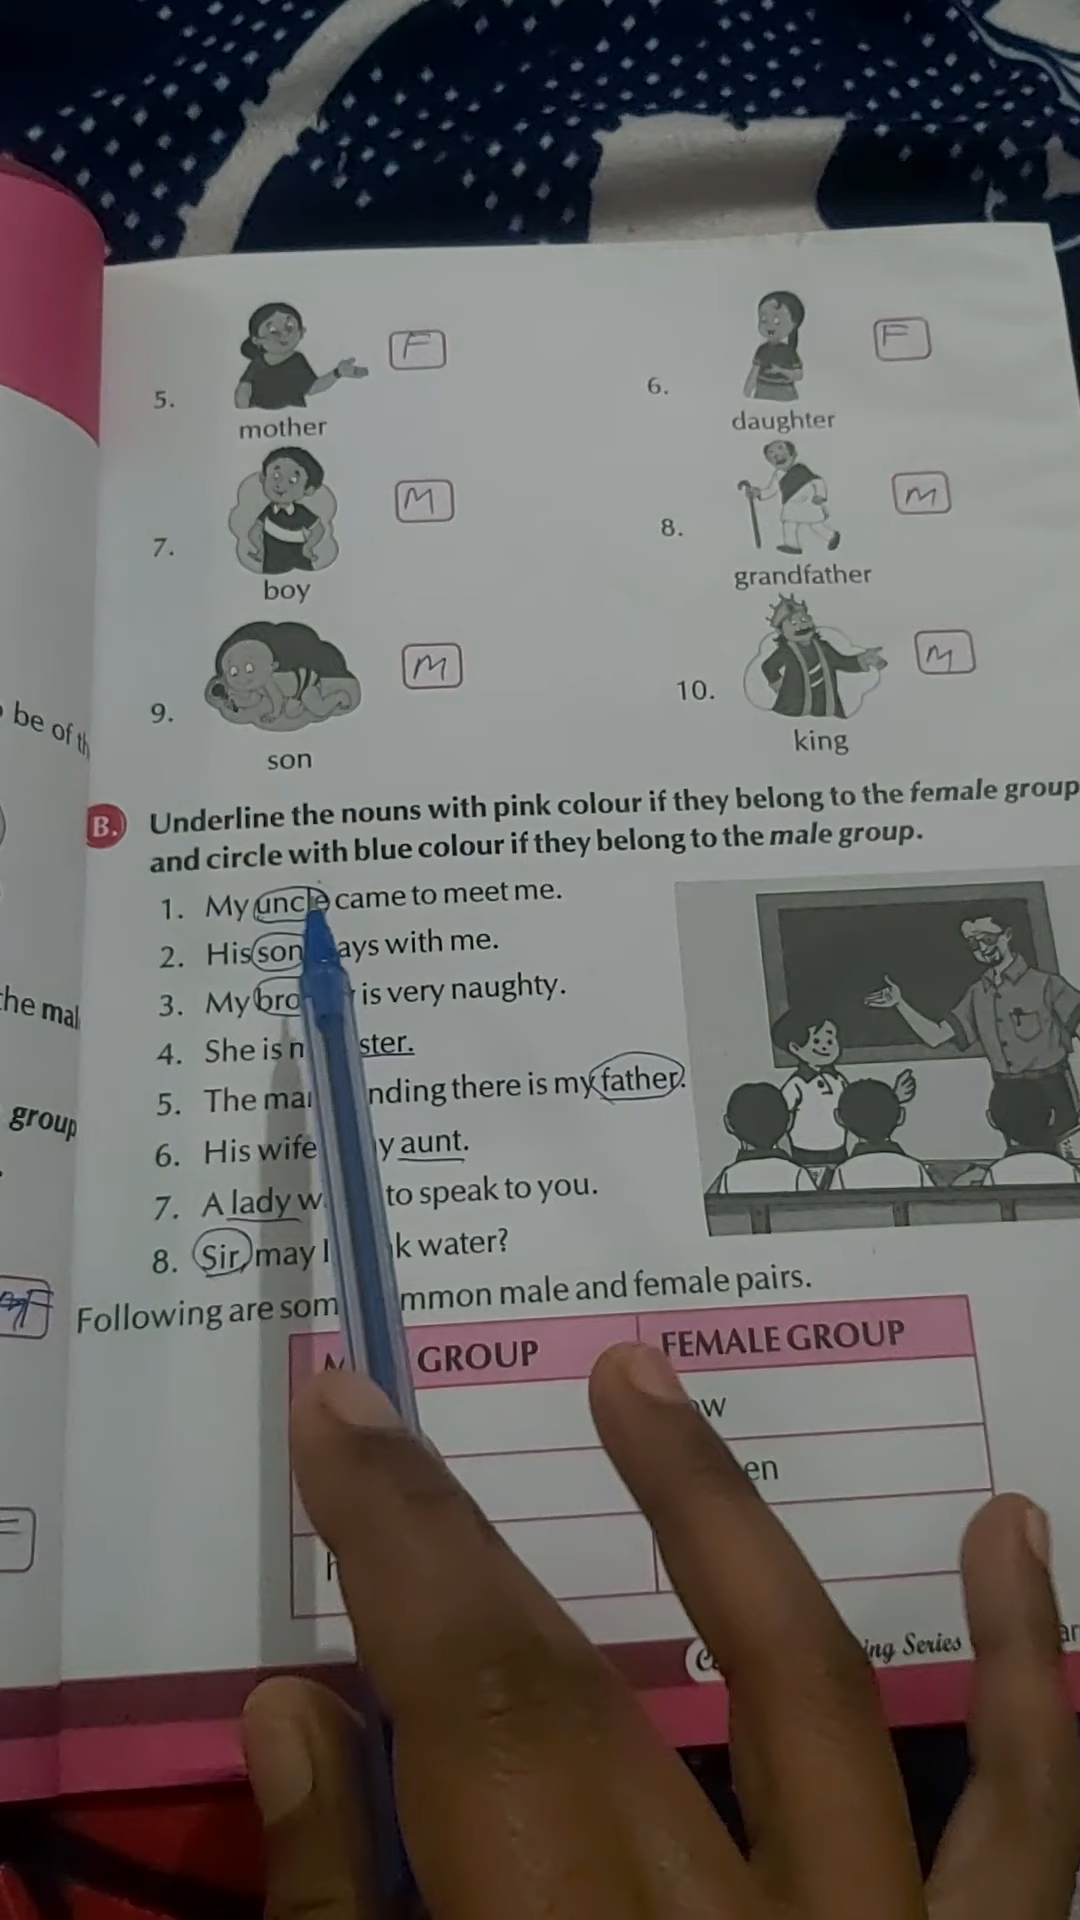 F
F
5.
6.
mother
daughter
M
M
7.
8.
boy
grandfather
M
M
9.
10.
son
king
be of th
B. Underline the nouns with pink colour if they belong to the female group
and circle with blue colour if they belong to the male group.
1. My uncle came to meet me.
2. His son ays with me.
3. My bro r is very naughty.
he mal
4. She is m ster.
5. The man nding there is my father.
group
6. His wife y aunt.
7. A lady w to speak to you.
8. Sir, may I k water?
F
Following are som mmon male and female pairs.
M GROUP FEMALE GROUP
ow
en
F
h
ing Series
ar